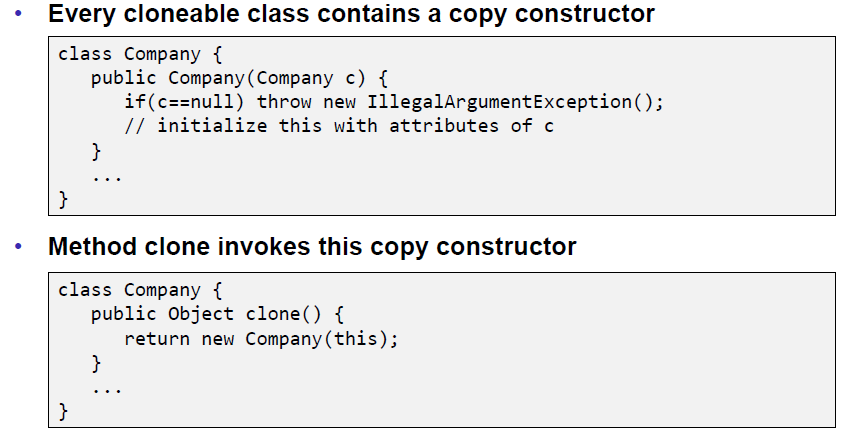 • Every cloneable class contains a copy constructor
class Company {
   public Company(Company c) {
      if(c==null) throw new IllegalArgumentException();
      // initialize this with attributes of c
   }
   ...
}
• Method clone invokes this copy constructor
class Company {
   public Object clone() {
      return new Company(this);
   }
   ...
}